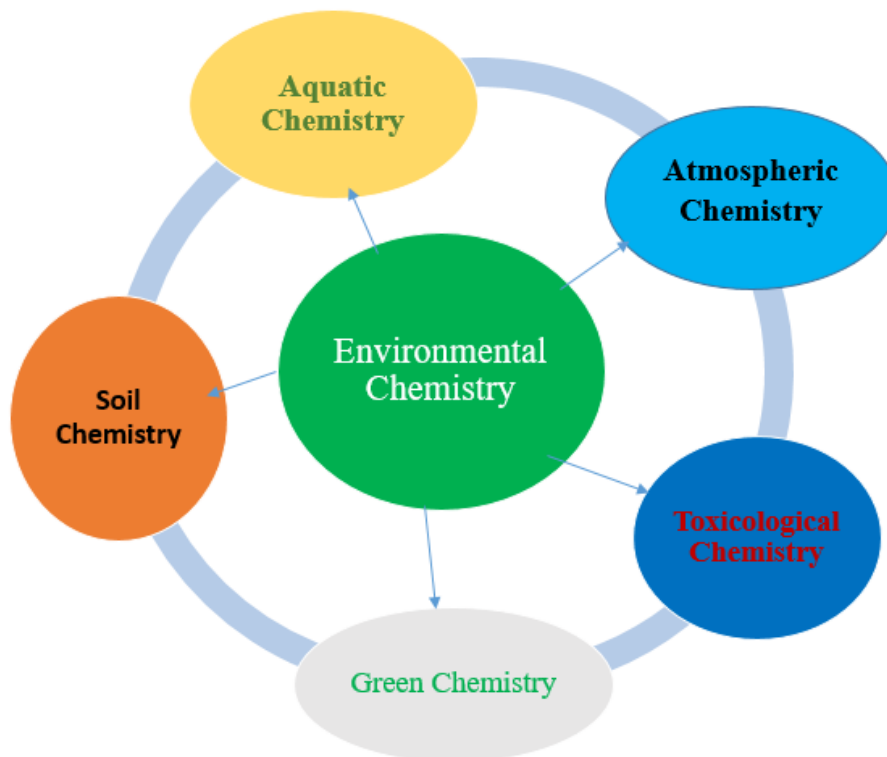 Aquatic
Chemistry
Atmospheric
Chemistry
Environmental
Chemistry
Soil
Chemistry
Toxicological
Chemistry
Green Chemistry